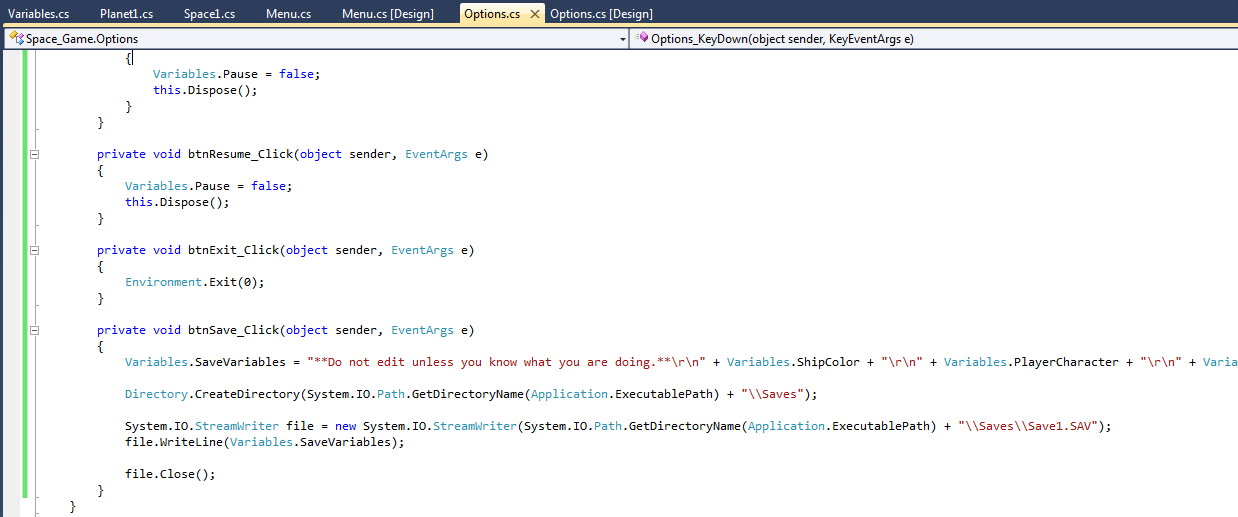 Variables.cs Planet1.cs Space1.cs Menu.cs Menu.cs [Design] Options.cs Options.cs [Design]
Space_Game.Options Options_KeyDown(object sender, KeyEventArgs e)
{
Variables.Pause = false;
this.Dispose();
}
}
private void btnResume_Click(object sender, EventArgs e)
{
Variables.Pause = false;
this.Dispose();
}
private void btnExit_Click(object sender, EventArgs e)
{
Environment.Exit(0);
}
private void btnSave_Click(object sender, EventArgs e)
{
Variables.SaveVariables = "**Do not edit unless you know what you are doing.**\r\n" + Variables.ShipColor + "\r\n" + Variables.PlayerCharacter + "\r\n" + Varia
Directory.CreateDirectory(System.IO.Path.GetDirectoryName(Application.ExecutablePath) + "\\Saves");
System.IO.StreamWriter file = new System.IO.StreamWriter(System.IO.Path.GetDirectoryName(Application.ExecutablePath) + "\\Saves\\Save1.SAV");
file.WriteLine(Variables.SaveVariables);
file.Close();
}
}